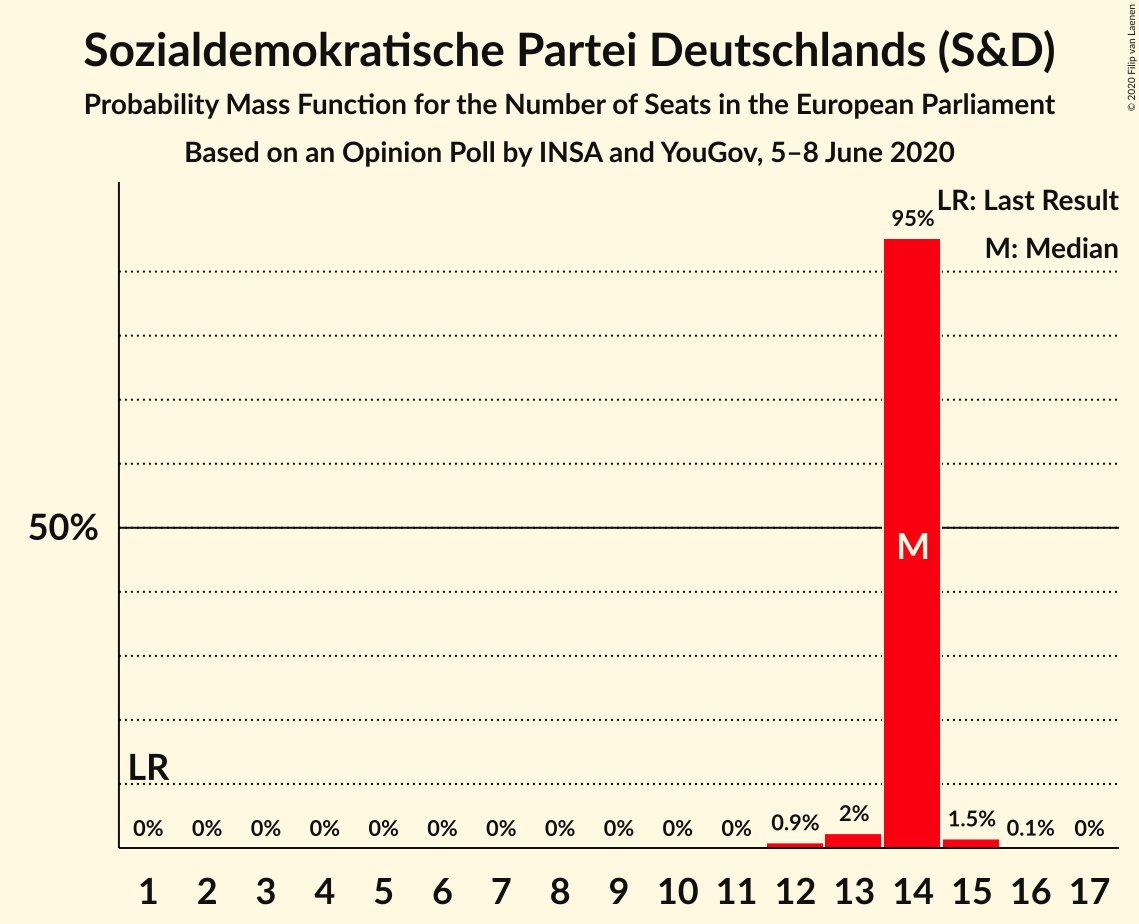 Sozialdemokratische Partei Deutschlands (S&D)
Probability Mass Function for the Number of Seats in the European Parliament
Based on an Opinion Poll by INSA and YouGov, 5–8 June 2020
© 2020 Filip van Laenen
LR: Last Result
M: Median
95%
50%
M
LR
0% 0% 0% 0% 0% 0% 0% 0% 0% 0% 0% 0.9% 2% 1.5% 0.1% 0%
1 2 3 4 5 6 7 8 9 10 11 12 13 14 15 16 17